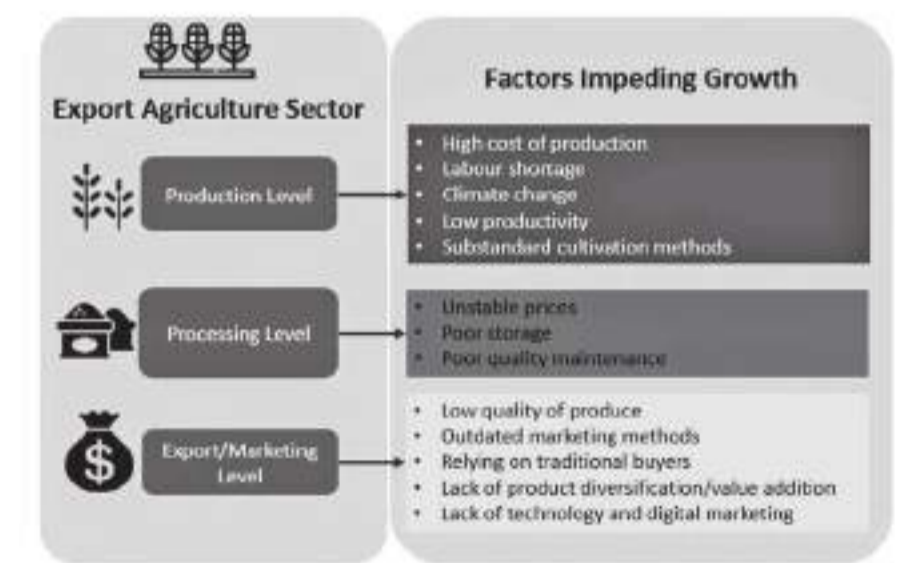 Export Agriculture Sector
Production Level
Processing Level
Export/Marketing
Level
$
Factors Impeding Growth
• High cost of production
• Labour shortage
• Climate change
• Low productivity
• Substandard cultivation methods
• Unstable prices
• Poor storage
• Poor quality maintenance
• Low quality of produce
• Outdated marketing methods
• Relying on traditional buyers
• Lack of product diversification/value addition
• Lack of technology and digital marketing